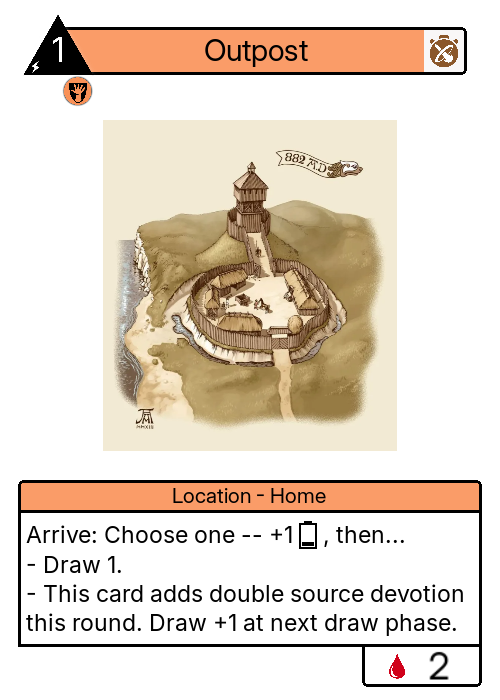 1
Outpost
882 A.D
MMXIX
Location - Home
Arrive: Choose one -- +1 , then...
- Draw 1.
- This card adds double source devotion
this round. Draw +1 at next draw phase.
2